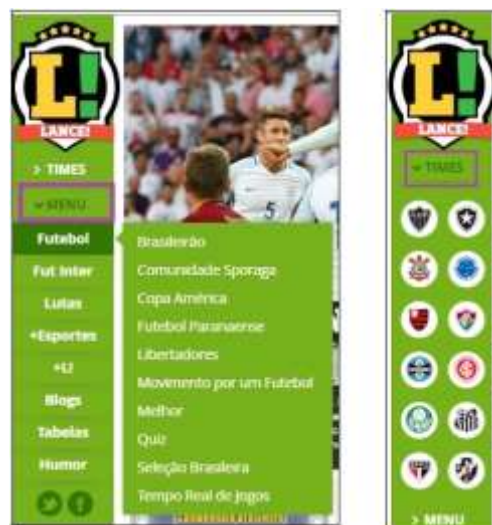 L!
LANCE!
> TIMES
MENU
Futebol
Fut Inter
Lutas
+Esportes
+L!
Blogs
Tabelas
Humor
Brasileirão
Comunidade Sporaga
Copa América
Futebol Paranaense
Libertadores
Movimento por um Futebol
Melhor
Quiz
Seleção Brasileira
Tempo Real de Jogos
5
L!
LANCE!
TIMES
> MENU